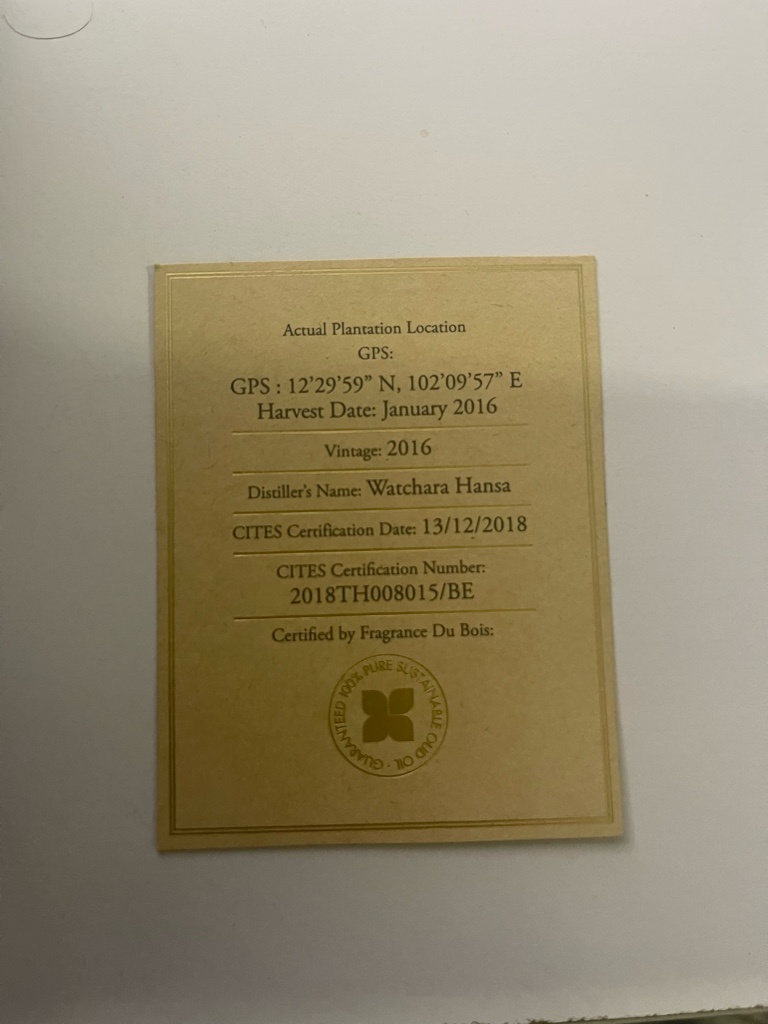 Actual Plantation Location
GPS:
GPS : 12'29'59” N, 102'09'57” E
Harvest Date: January 2016
Vintage: 2016
Distiller's Name: Watchara Hansa
CITES Certification Date: 13/12/2018
CITES Certification Number:
2018TH008015/BE
Certified by Fragrance Du Bois:
GUARANTEED 100% PURE SUSTAINABLE OUD OIL ·